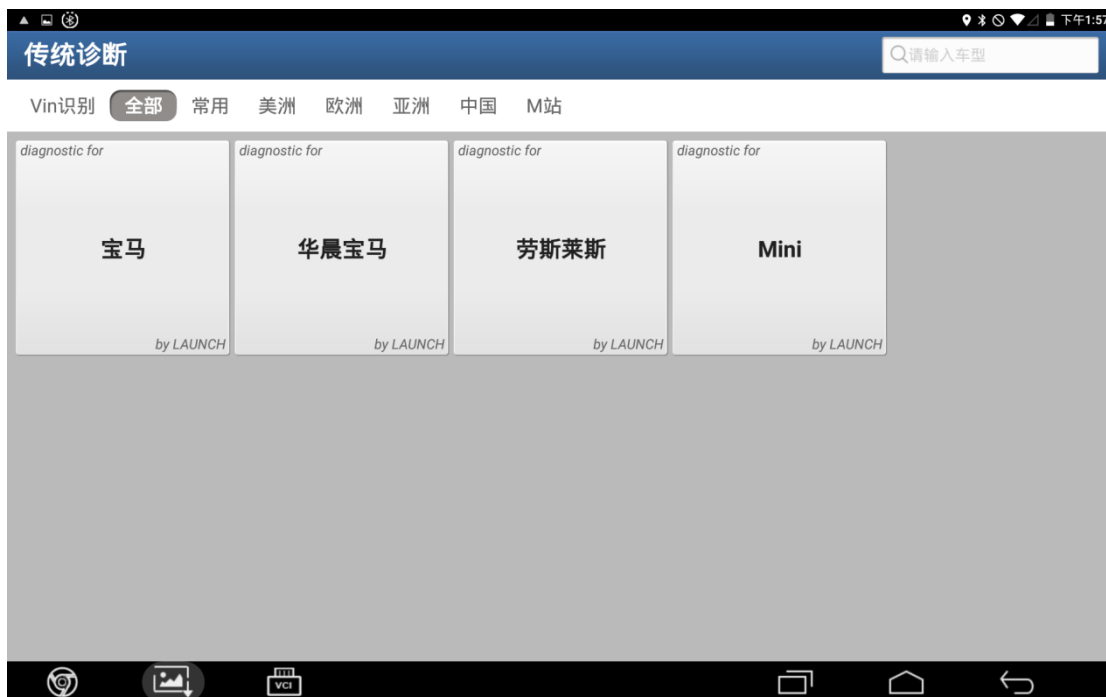 下午1:57
传统诊断
请输入车型
Vin识别 全部 常用 美洲 欧洲 亚洲 中国 M站
diagnostic for diagnostic for diagnostic for diagnostic for
宝马 华晨宝马 劳斯莱斯 Mini
by LAUNCH by LAUNCH by LAUNCH by LAUNCH
VCI